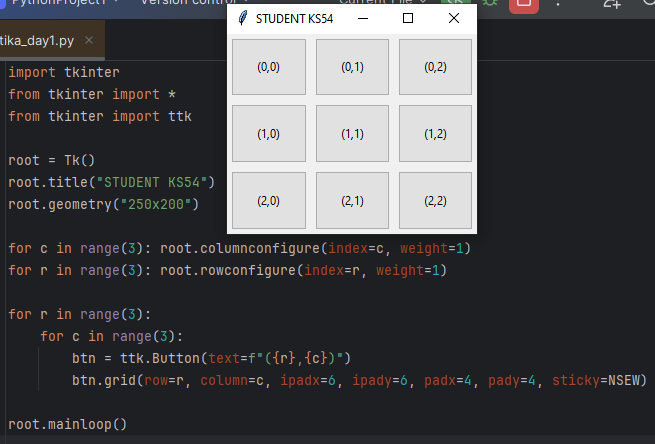 PythonProject1
Version control
Current File
tika_day1.py
STUDENT KS54
(0,0) (0,1) (0,2)
(1,0) (1,1) (1,2)
(2,0) (2,1) (2,2)
import tkinter
from tkinter import *
from tkinter import ttk
root = Tk()
root.title("STUDENT KS54")
root.geometry("250x200")
for c in range(3): root.columnconfigure(index=c, weight=1)
for r in range(3): root.rowconfigure(index=r, weight=1)
for r in range(3):
    for c in range(3):
        btn = ttk.Button(text=f"({r},{c})")
        btn.grid(row=r, column=c, ipadx=6, ipady=6, padx=4, pady=4, sticky=NSEW)
root.mainloop()